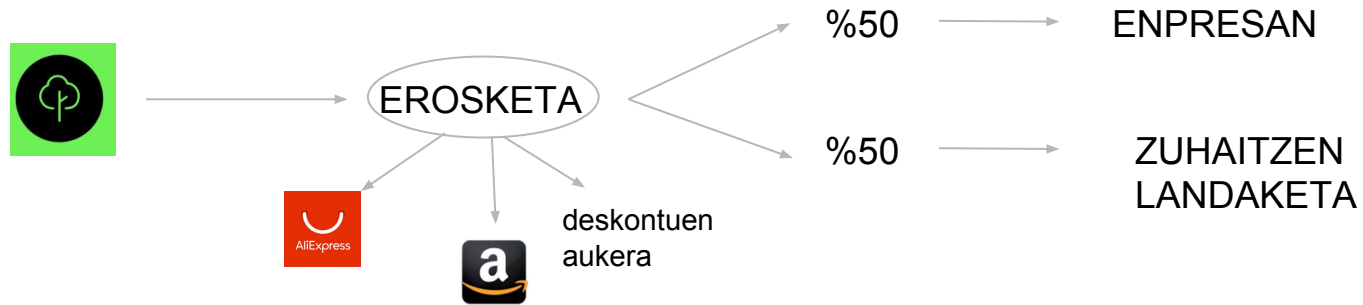 %50
ENPRESAN
EROSKETA
%50
ZUHAITZEN
LANDAKETA
AliExpress
a
deskontuen
aukera